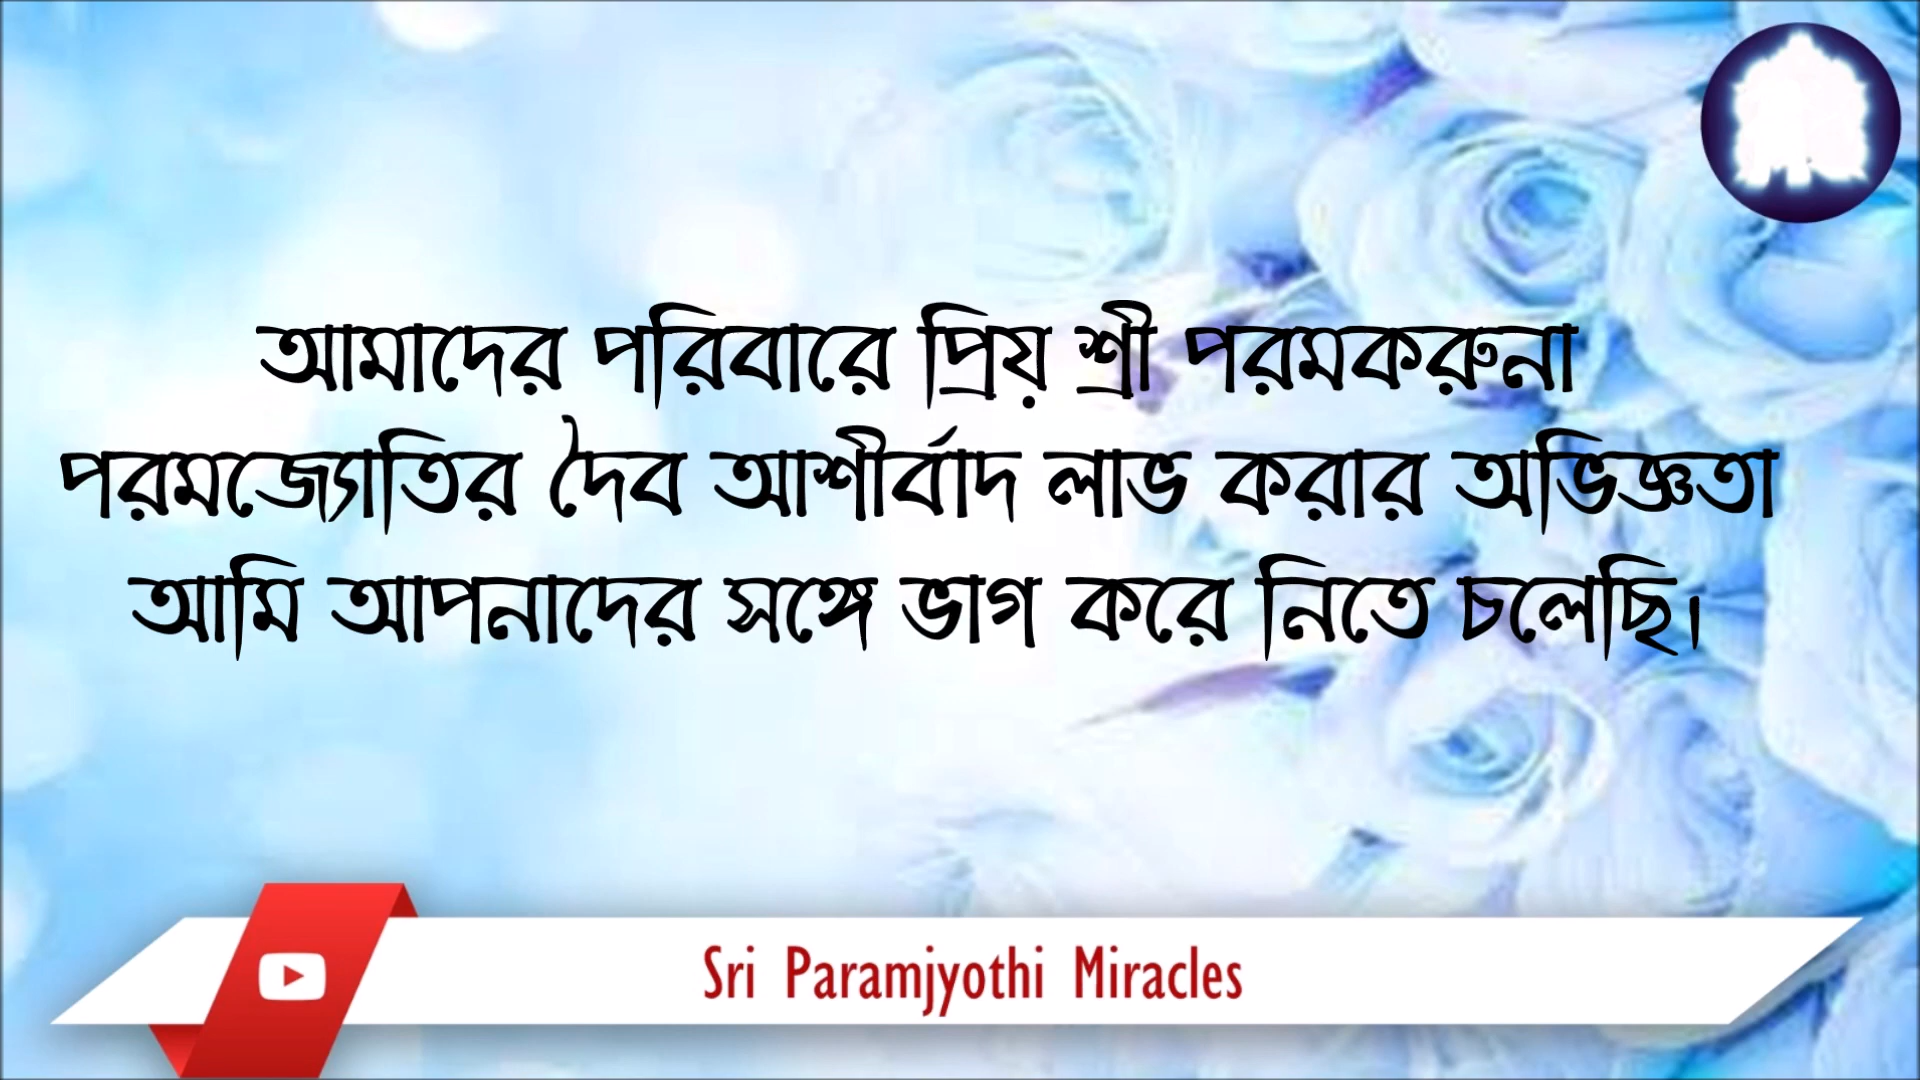 আমাদের পরিবারে প্রিয় শ্রী পরমকরুনা
পরমজ্যোতির দৈব আশীর্বাদ লাভ করার অভিজ্ঞতা
আমি আপনাদের সঙ্গে ভাগ করে নিতে চলেছি।
Sri Paramjyothi Miracles